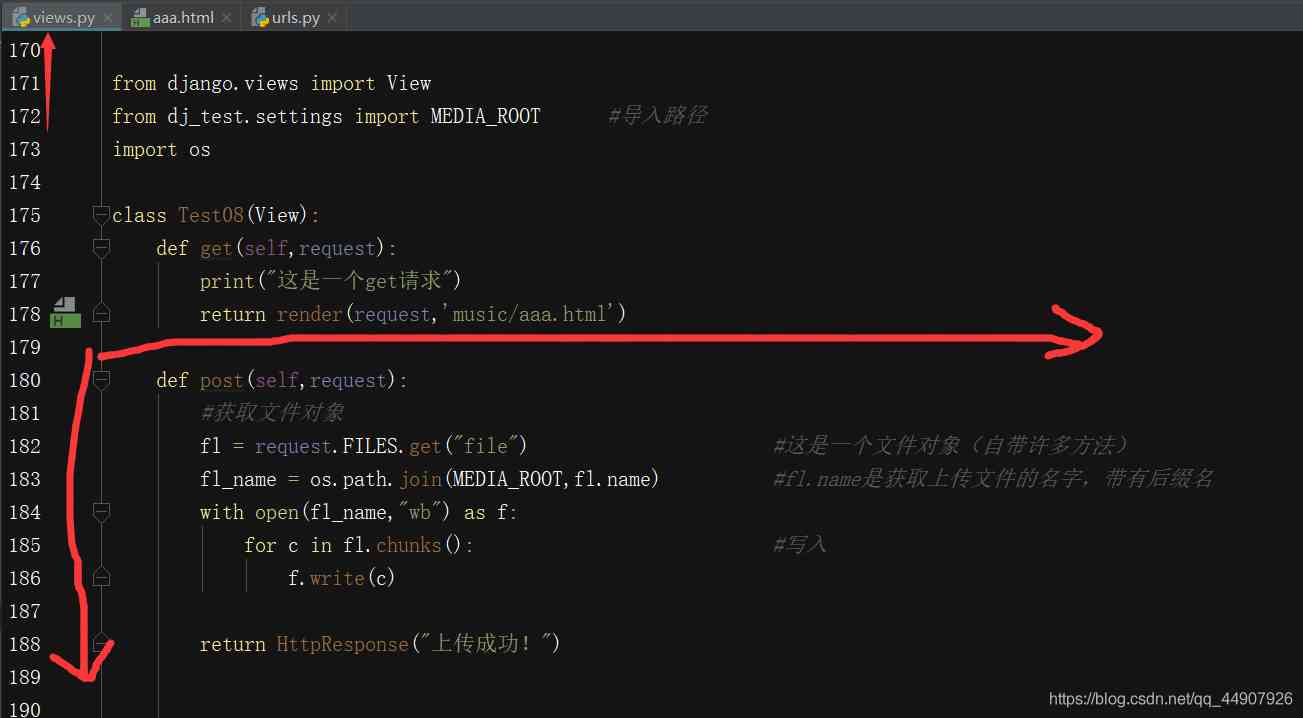 views.py aaa.html urls.py
170
171 from django.views import View
172 from dj_test.settings import MEDIA_ROOT #导入路径
173 import os
174
175 class Test08(View):
176 def get(self,request):
177 print("这是一个get请求")
178 return render(request,'music/aaa.html')
179
180 def post(self,request):
181 #获取文件对象
182 fl = request.FILES.get("file") #这是一个文件对象（自带许多方法）
183 fl_name = os.path.join(MEDIA_ROOT,fl.name) #fl.name是获取上传文件的名字，带有后缀名
184 with open(fl_name,"wb") as f:
185 for c in fl.chunks(): #写入
186 f.write(c)
187
188 return HttpResponse("上传成功！")
189
190
https://blog.csdn.net/qq_44907926